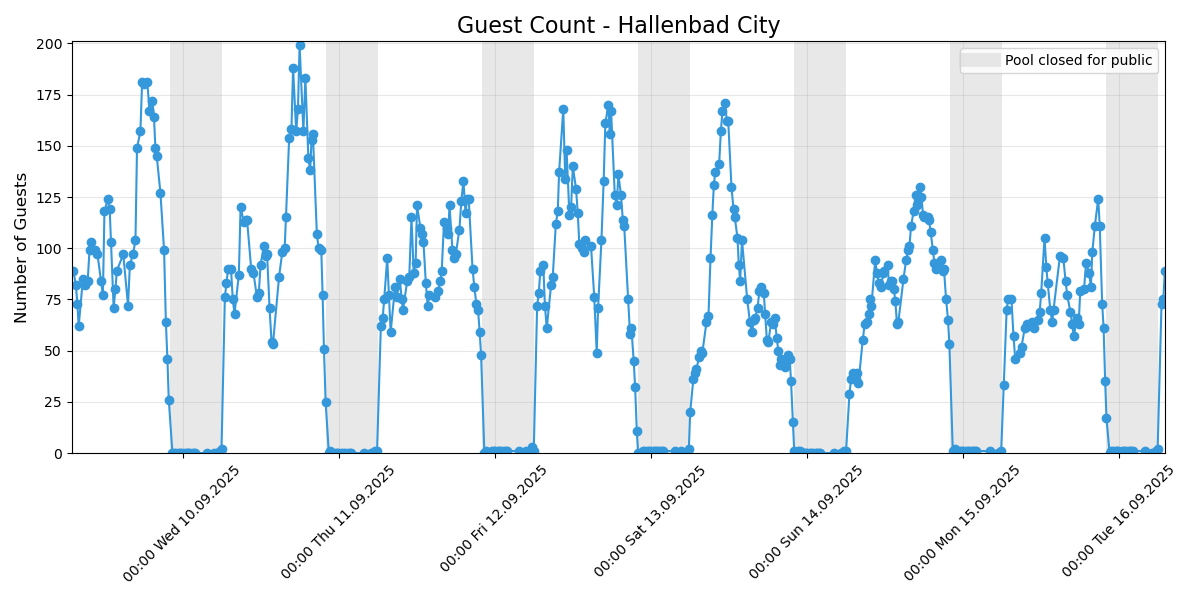 Guest Count - Hallenbad City
Pool closed for public
Number of Guests
200
175
150
125
100
75
50
25
0
00:00 Wed 10.09.2025
00:00 Thu 11.09.2025
00:00 Fri 12.09.2025
00:00 Sat 13.09.2025
00:00 Sun 14.09.2025
00:00 Mon 15.09.2025
00:00 Tue 16.09.2025